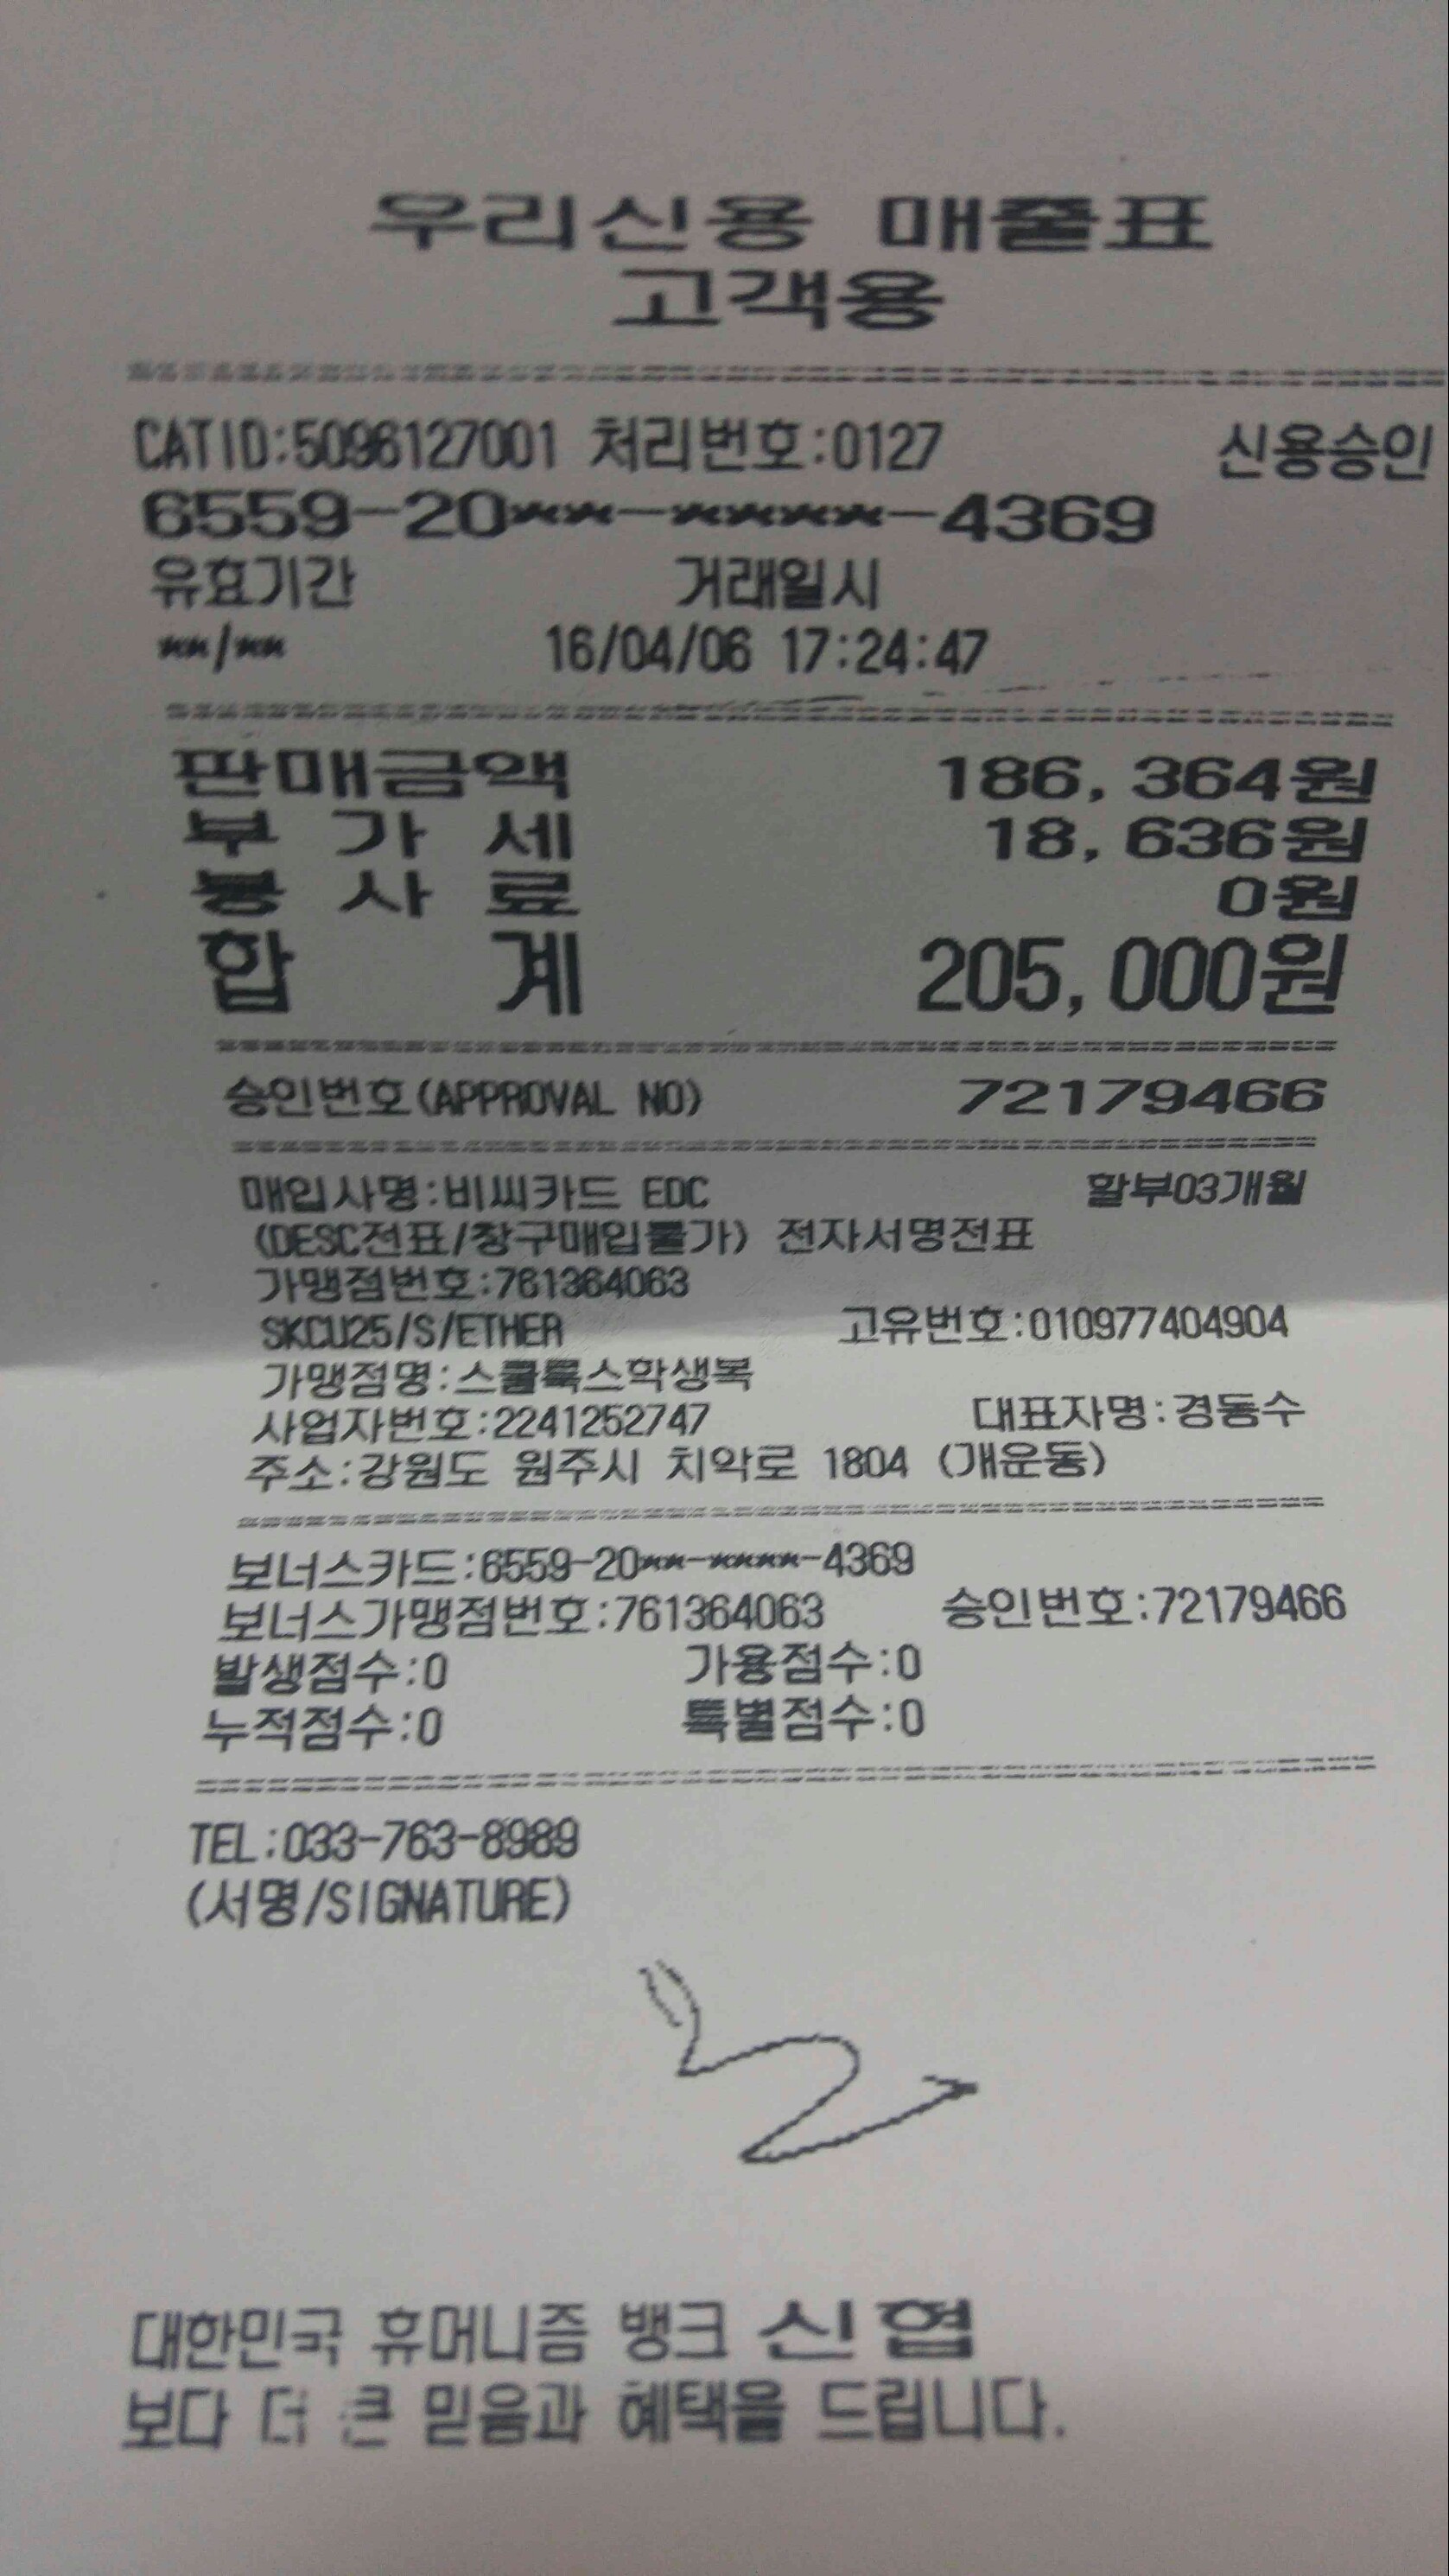 우리신용 매출표
고객용
CATID:5096127001 처리번호:0127 신용승인
6559-20**-****-4369
유효기간 거래일시
**/** 16/04/06 17:24:47
판매금액 186,364원
부 가 세 18,636원
봉 사 료 0원
합 계 205,000원
승인번호(APPROVAL NO) 72179466
매입사명:비씨카드 EDC 할부03개월
(DESC전표/창구매입불가) 전자서명전표
가맹점번호:761364063
SKCU25/S/ETHER 고유번호:010977404904
가맹점명:스쿨룩스학생복
사업자번호:2241252747 대표자명:경동수
주소:강원도 원주시 치악로 1804 (개운동)
보너스카드:6559-20**-****-4369
보너스가맹점번호:761364063 승인번호:72179466
발생점수:0 가용점수:0
누적점수:0 특별점수:0
TEL:033-763-8989
(서명/SIGNATURE)
대한민국 휴머니즘 뱅크 신협
보다 더 큰 믿음과 혜택을 드립니다.